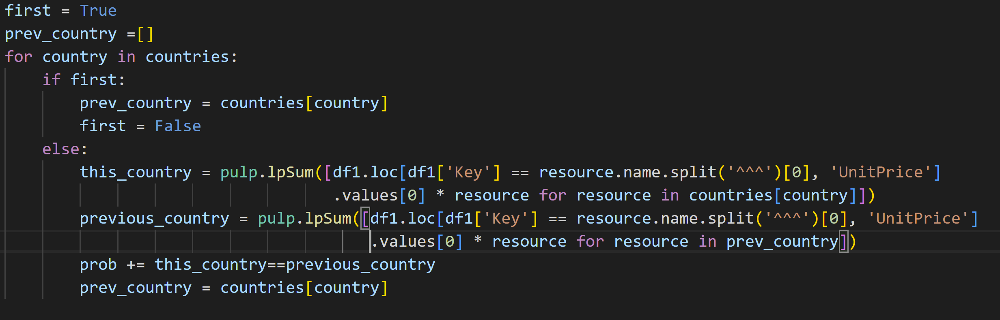 first = True
prev_country =[]
for country in countries:
    if first:
        prev_country = countries[country]
        first = False
    else:
        this_country = pulp.lpSum([df1.loc[df1['Key'] == resource.name.split('^^^')[0], 'UnitPrice']
                                   .values[0] * resource for resource in countries[country]])
        previous_country = pulp.lpSum([df1.loc[df1['Key'] == resource.name.split('^^^')[0], 'UnitPrice']
                                       .values[0] * resource for resource in prev_country])
        prob += this_country==previous_country
        prev_country = countries[country]